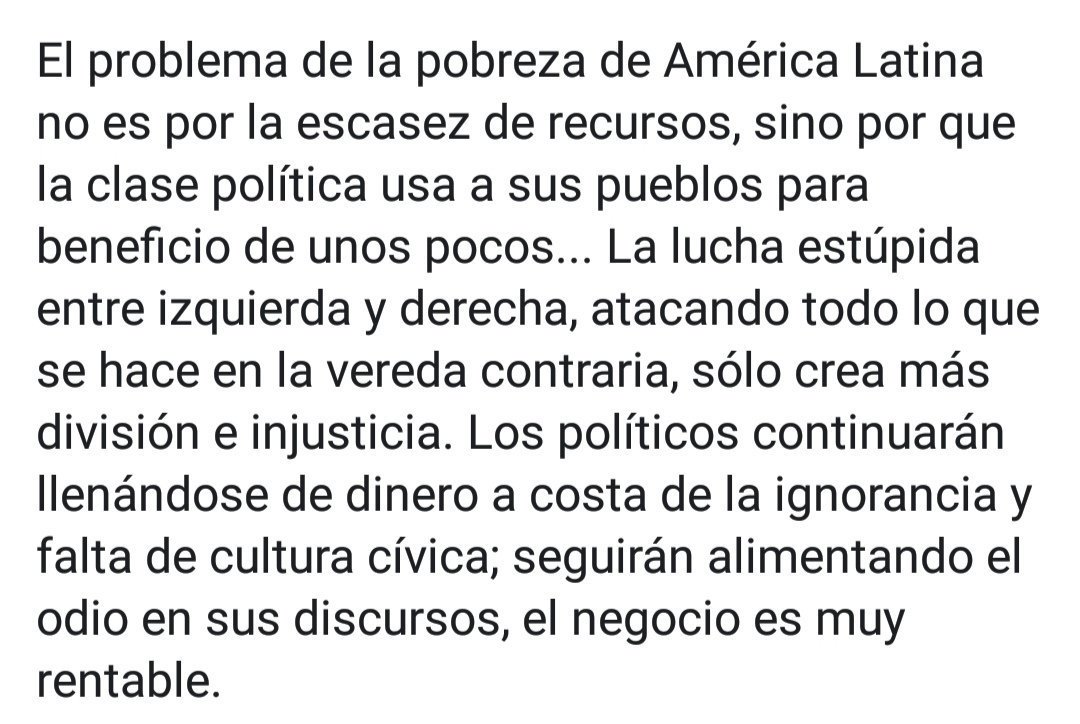 El problema de la pobreza de América Latina
no es por la escasez de recursos, sino por que
la clase política usa a sus pueblos para
beneficio de unos pocos... La lucha estúpida
entre izquierda y derecha, atacando todo lo que
se hace en la vereda contraria, sólo crea más
división e injusticia. Los políticos continuarán
llenándose de dinero a costa de la ignorancia y
falta de cultura cívica; seguirán alimentando el
odio en sus discursos, el negocio es muy
rentable.